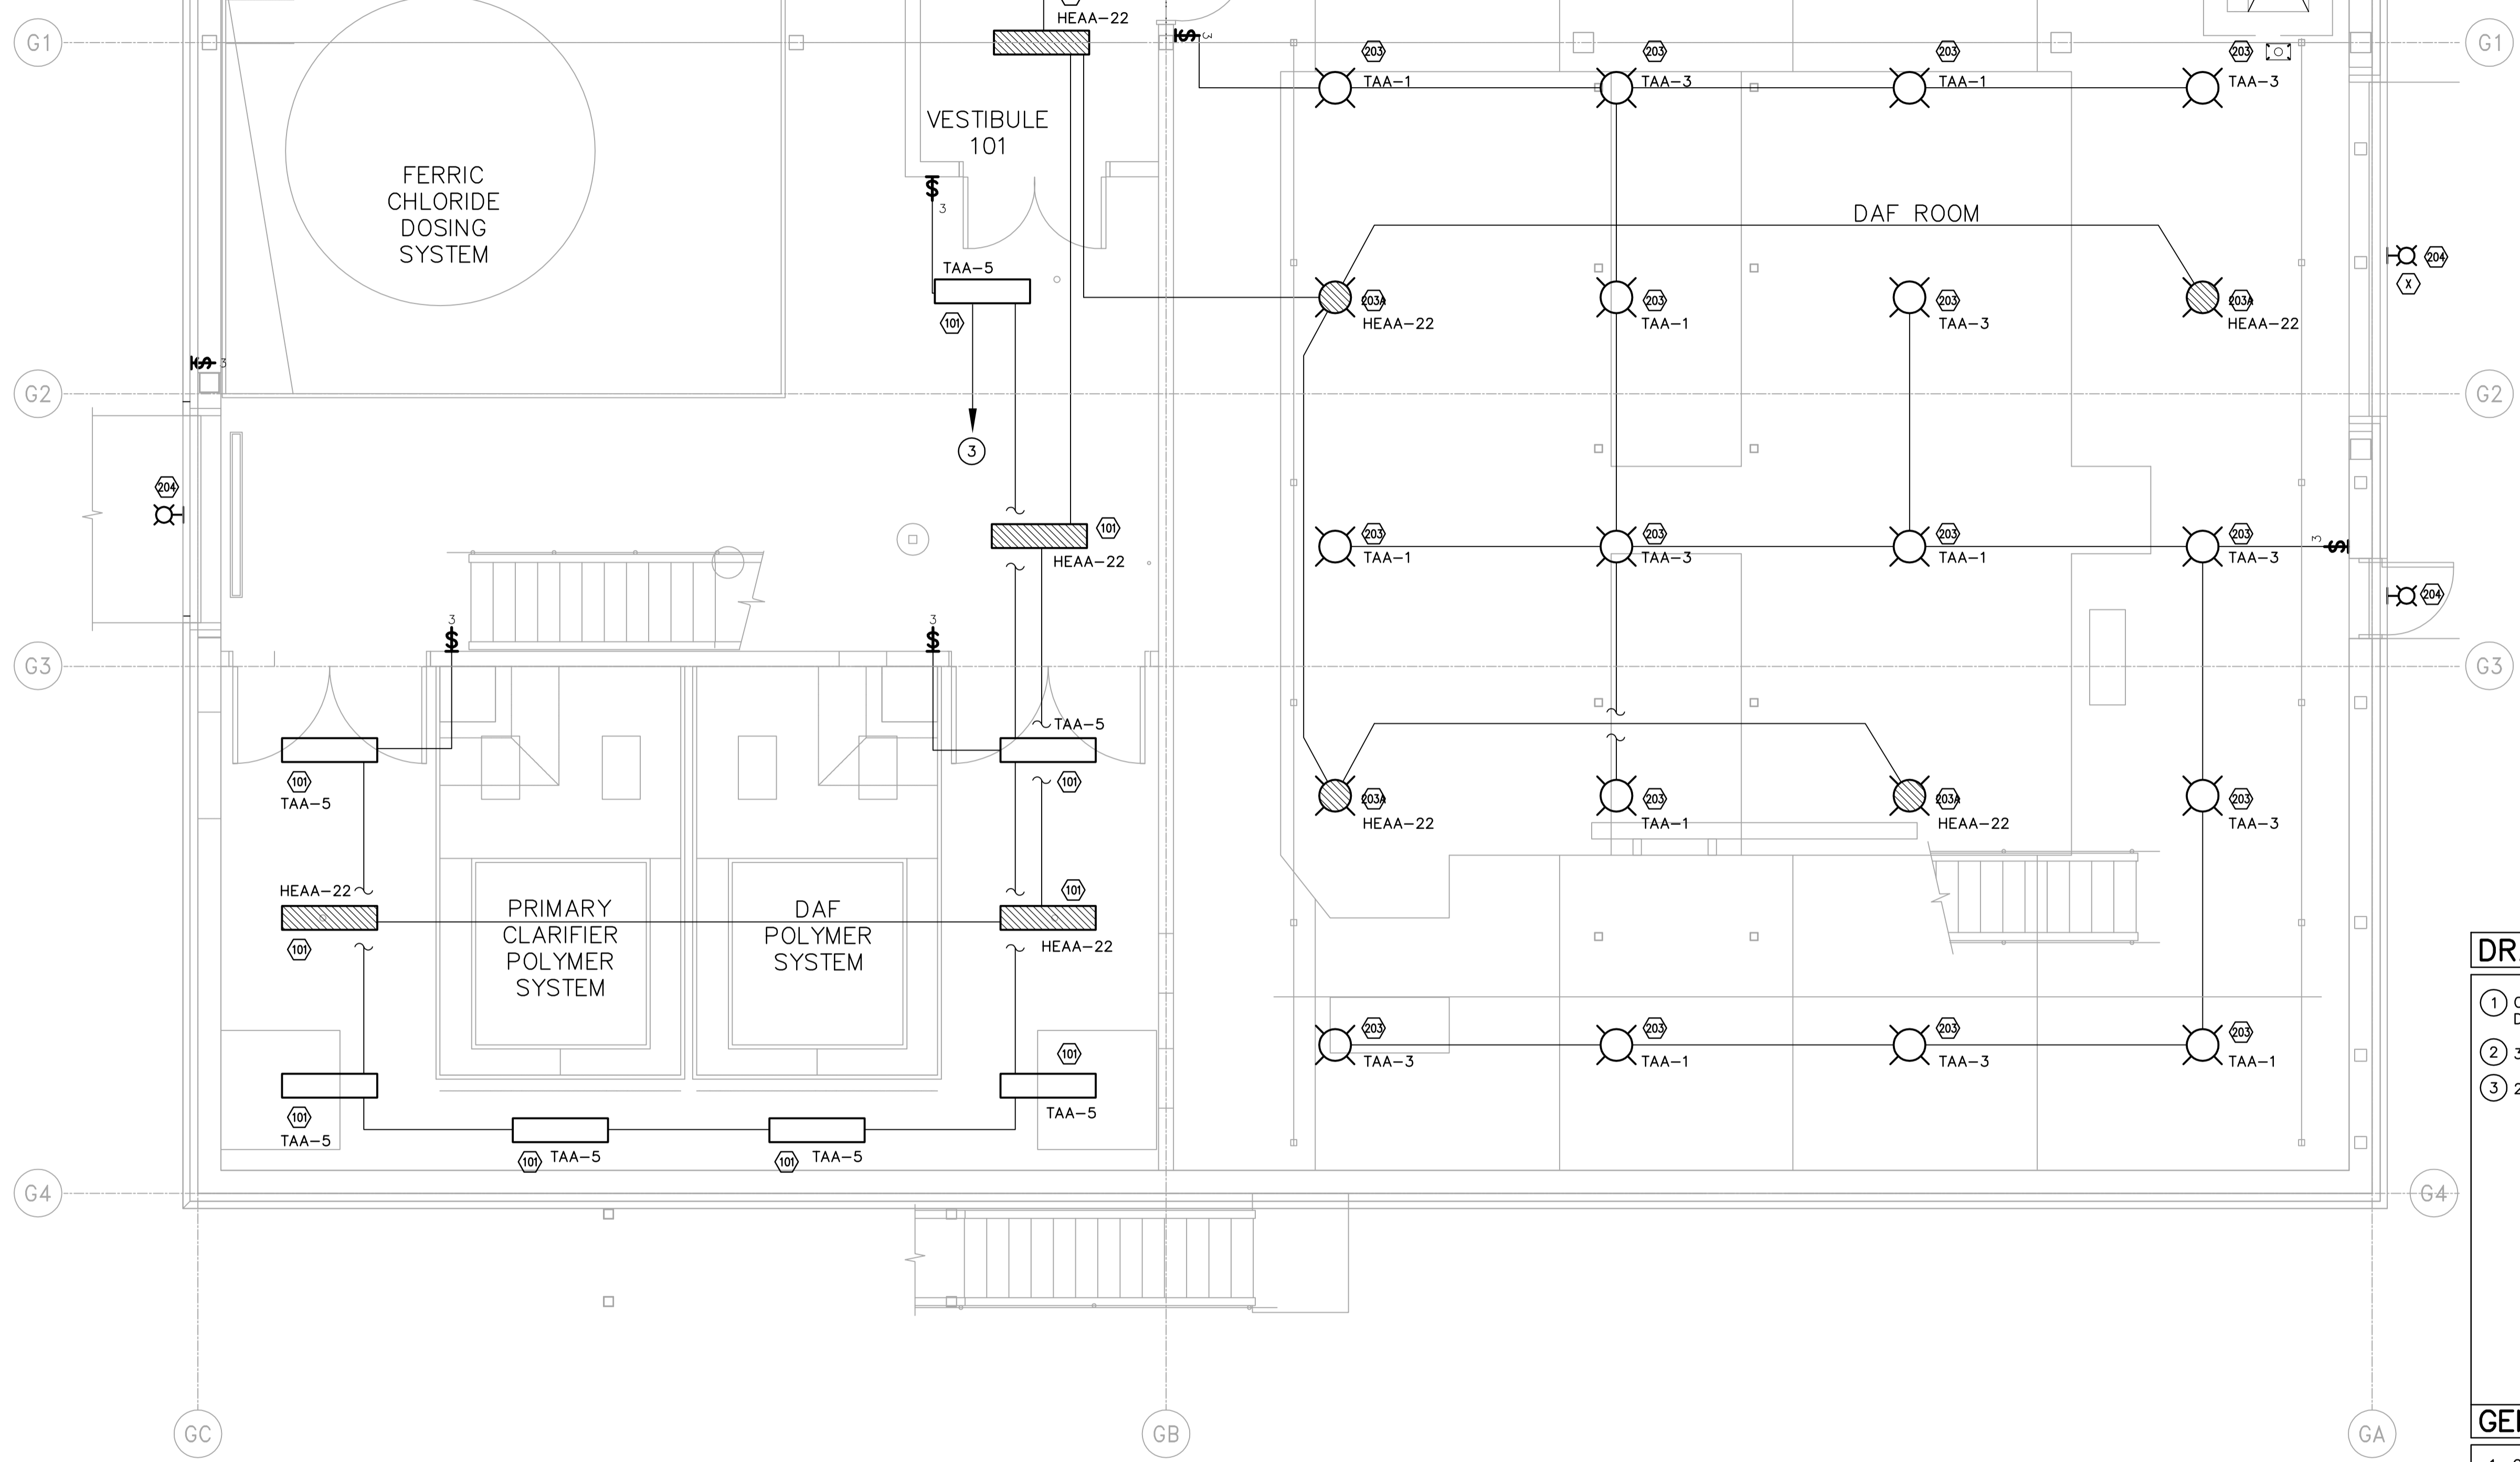 HEAA-22
G1
G1
3
203
203
203
203
TAA-1
TAA-3
TAA-1
TAA-3
VESTIBULE
101
FERRIC
CHLORIDE
DOSING
SYSTEM
3
DAF ROOM
204
X
TAA-5
101
203A
HEAA-22
203
TAA-1
203
TAA-3
203A
HEAA-22
3
G2
G2
3
204
101
HEAA-22
203
TAA-1
203
TAA-3
203
TAA-1
203
TAA-3
3
204
3
3
G3
G3
TAA-5
101
TAA-5
101
203A
HEAA-22
203
TAA-1
203A
HEAA-22
203
TAA-3
HEAA-22
101
101
HEAA-22
PRIMARY
CLARIFIER
POLYMER
SYSTEM
DAF
POLYMER
SYSTEM
203
TAA-3
203
TAA-1
203
TAA-3
203
TAA-1
101
TAA-5
101
TAA-5
101
TAA-5
101
TAA-5
G4
G4
GC
GB
GA
1
2 3
3 2